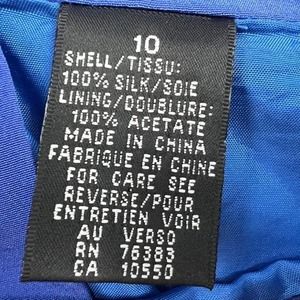 10
SHELL/TISSU:
100% SILK/SOIE
LINING/DOUBLURE:
100% ACETATE
MADE IN CHINA
FABRIQUE EN CHINE
FOR CARE SEE
REVERSE/POUR
ENTRETIEN VOIR
AU VERSO
RN 76383
CA 10550